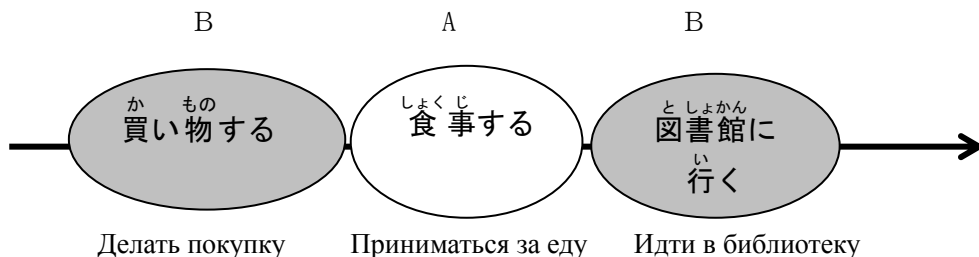 B A B
か もの しょく じ と しょかん
買い物する 食事する 図書館に
い
行く
Делать покупку Приниматься за еду Идти в библиотеку